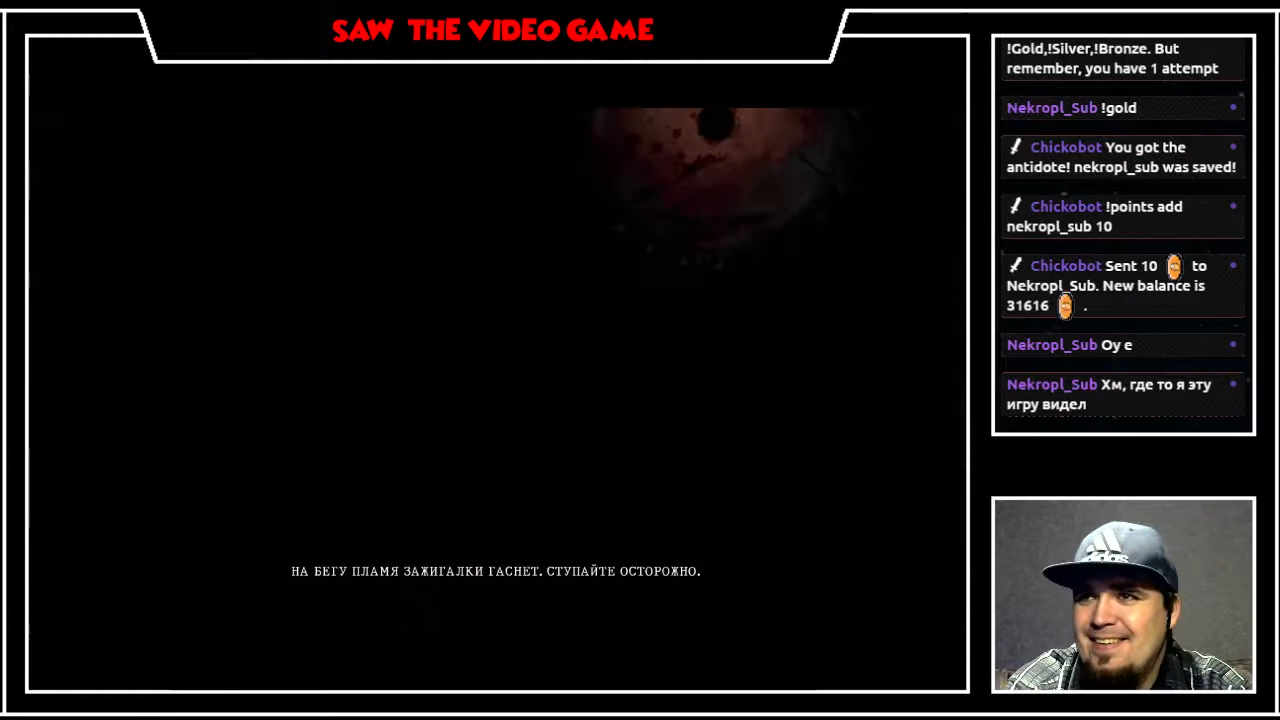 SAW THE VIDEO GAME
!Gold,!Silver,!Bronze. But
remember, you have 1 attempt
Nekropl_Sub !gold
Chickobot You got the
antidote! nekropl_sub was saved!
Chickobot !points add
nekropl_sub 10
Chickobot Sent 10 to
Nekropl_Sub. New balance is
31616 .
Nekropl_Sub Оу е
Nekropl_Sub Хм, где то я эту
игру видел
НА БЕГУ ПЛАМЯ ЗАЖИГАЛКИ ГАСНЕТ. СТУПАЙТЕ ОСТОРОЖНО.
adidas